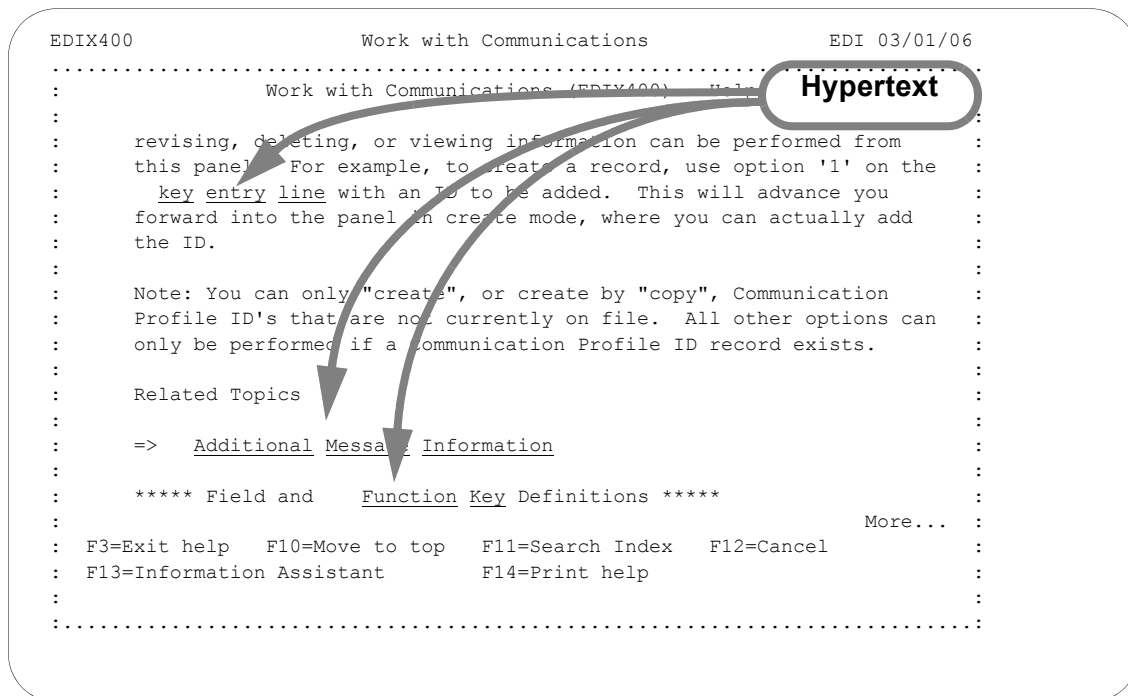 EDIX400 Work with Communications EDI 03/01/06
...............................................................................
: Work with Communications (EDIX400) - Help
Hypertext
: :
: revising, deleting, or viewing information can be performed from :
: this panel. For example, to create a record, use option '1' on the :
: key entry line with an ID to be added. This will advance you :
: forward into the panel in create mode, where you can actually add :
: the ID. :
: :
: Note: You can only "create", or create by "copy", Communication :
: Profile ID's that are not currently on file. All other options can :
: only be performed if a Communication Profile ID record exists. :
: :
: Related Topics :
: :
: => Additional Message Information :
: :
: ***** Field and Function Key Definitions ***** :
: More... :
: F3=Exit help F10=Move to top F11=Search Index F12=Cancel :
: F13=Information Assistant F14=Print help :
: :
:.............................................................................: